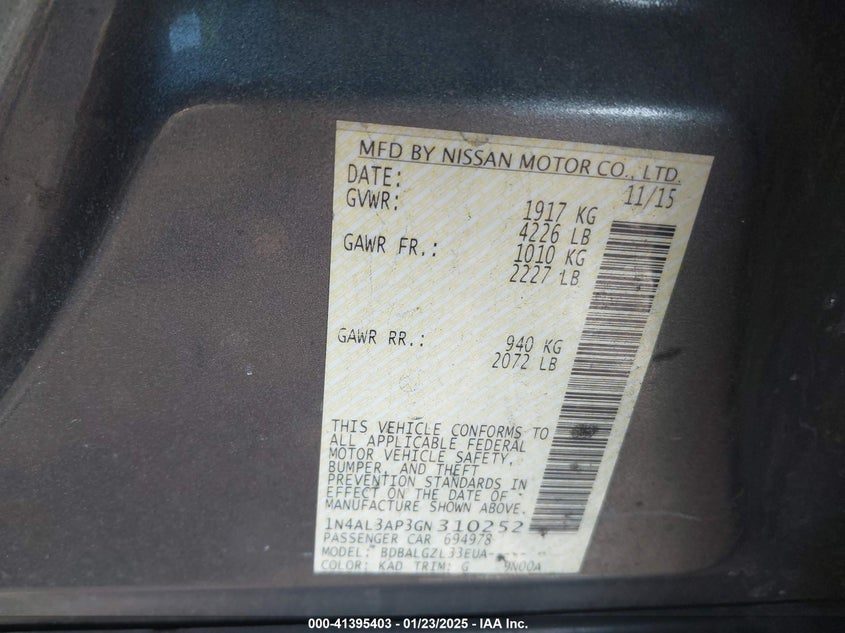 MFD BY NISSAN MOTOR CO., LTD.
DATE: 11/15
GVWR: 1917 KG
4226 LB
GAWR FR.: 1010 KG
2227 LB
GAWR RR.: 940 KG
2072 LB
THIS VEHICLE CONFORMS TO
ALL APPLICABLE FEDERAL
MOTOR VEHICLE SAFETY,
BUMPER, AND THEFT
PREVENTION STANDARDS IN
EFFECT ON THE DATE OF
MANUFACTURE SHOWN ABOVE.
1N4AL3AP3GN310252
PASSENGER CAR 694978
MODEL: BDBALGZL33EUA-
COLOR: KAD TRIM: G 9N00A
000-41395403 - 01/23/2025 - IAA Inc.